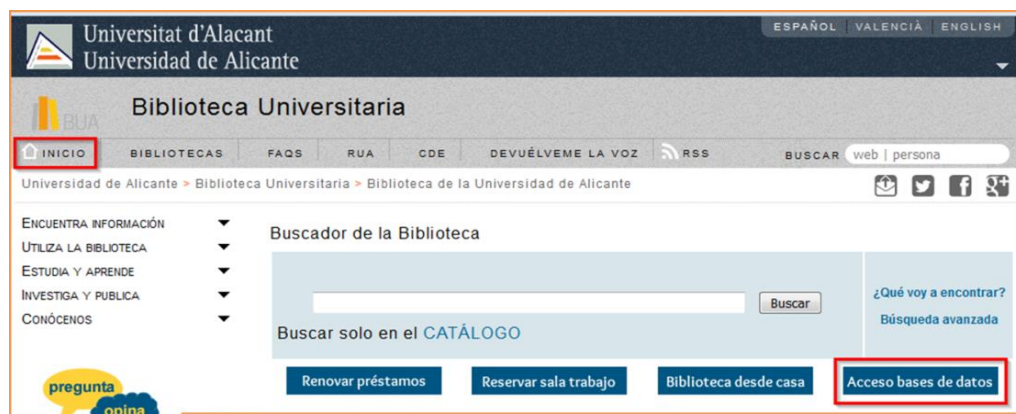 ESPAÑOL VALENCIÀ ENGLISH
Universitat d'Alacant
Universidad de Alicante
BUA
Biblioteca Universitaria
INICIO BIBLIOTECAS FAQS RUA CDE DEVUÉLVEME LA VOZ RSS BUSCAR web | persona
Universidad de Alicante > Biblioteca Universitaria > Biblioteca de la Universidad de Alicante
ENCUENTRA INFORMACIÓN
UTILIZA LA BIBLIOTECA
ESTUDIA Y APRENDE
INVESTIGA Y PUBLICA
CONÓCENOS
Buscador de la Biblioteca
Buscar
¿Qué voy a encontrar?
Búsqueda avanzada
Buscar solo en el CATÁLOGO
Renovar préstamos Reservar sala trabajo Biblioteca desde casa Acceso bases de datos
pregunta
opina